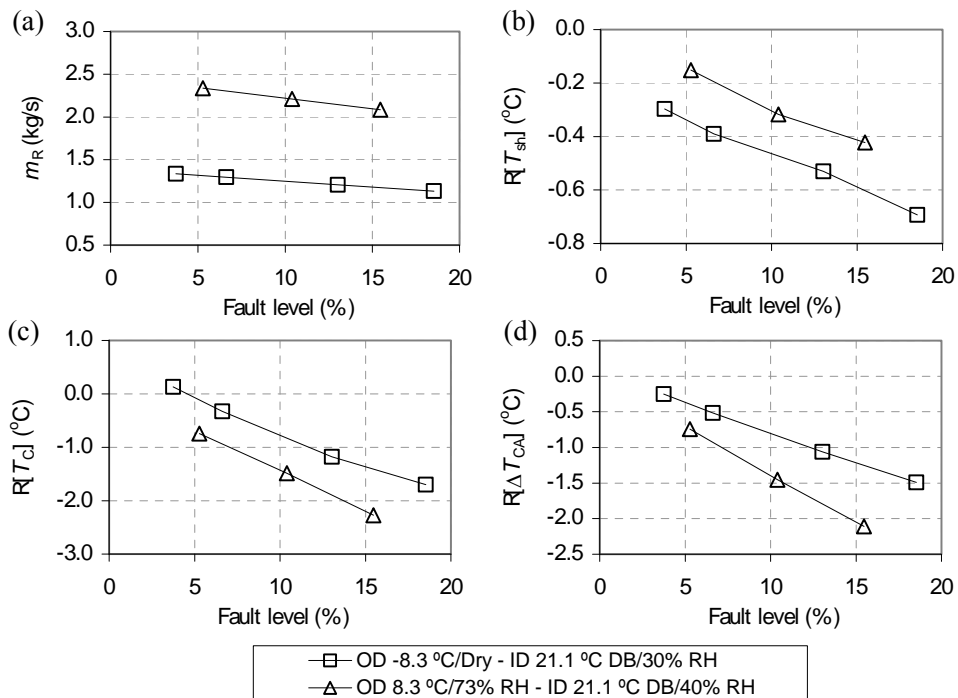 (a)
3.0
2.5
2.0
1.5
1.0
0.5
m_R (kg/s)
0 5 10 15 20
Fault level (%)
(b)
0.0
-0.2
-0.4
-0.6
-0.8
R[T_sh] (°C)
0 5 10 15 20
Fault level (%)
(c)
1.0
0.0
-1.0
-2.0
-3.0
R[T_C] (°C)
0 5 10 15 20
Fault level (%)
(d)
0.5
0.0
-0.5
-1.0
-1.5
-2.0
-2.5
R[Δ T_CA] (°C)
0 5 10 15 20
Fault level (%)
OD -8.3 ºC/Dry - ID 21.1 ºC DB/30% RH
OD 8.3 ºC/73% RH - ID 21.1 ºC DB/40% RH